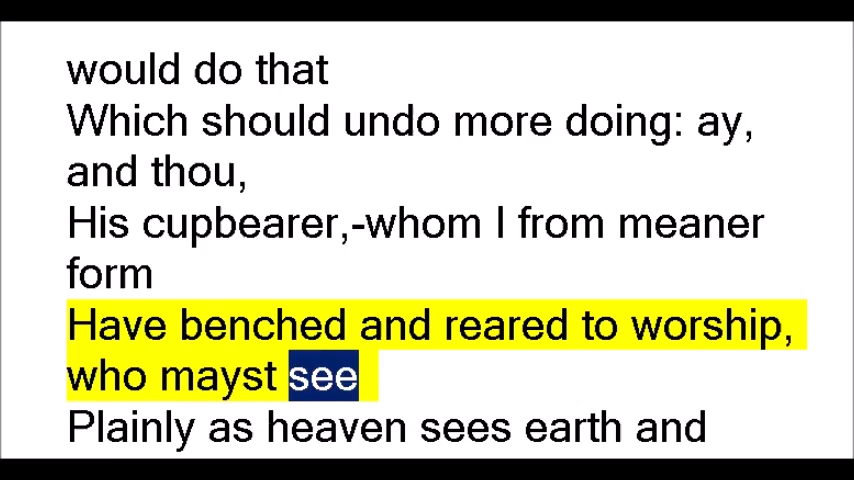 would do that
Which should undo more doing: ay,
and thou,
His cupbearer,-whom I from meaner
form
Have benched and reared to worship,
who mayst see
Plainly as heaven sees earth and